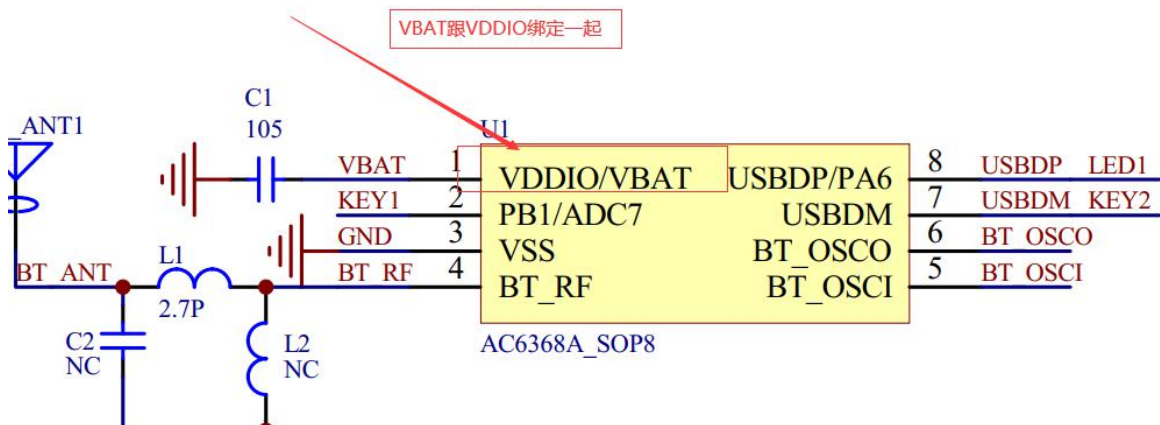 VBAT跟VDDIO绑定一起
C1
105
_ANT1
U1
VBAT 1 VDDIO/VBAT USBDP/PA6 8 USBDP LED1
KEY1 2 PB1/ADC7 USBDM 7 USBDM KEY2
GND 3 VSS BT_OSCO 6 BT_OSCO
BT_ANT L1 BT_RF 4 BT_RF BT_OSCI 5 BT_OSCI
2.7P
C2
NC
L2
NC
AC6368A_SOP8